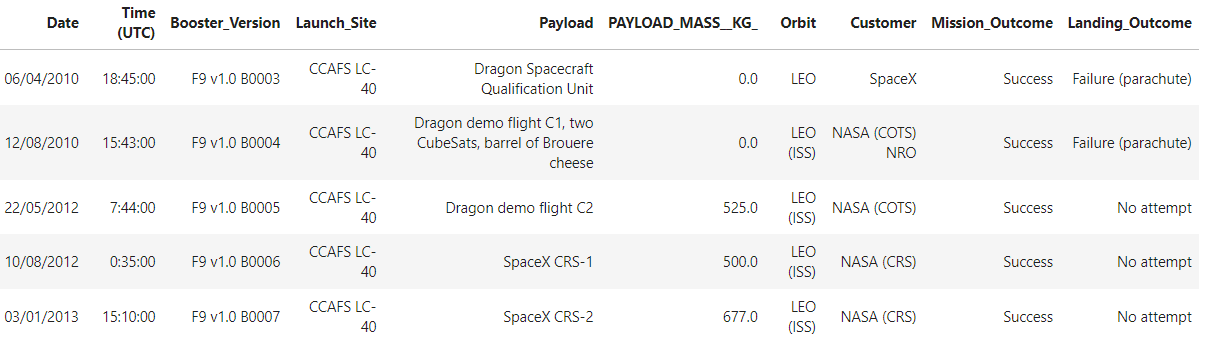 Date Time (UTC) Booster_Version Launch_Site Payload PAYLOAD_MASS__KG_ Orbit Customer Mission_Outcome Landing_Outcome
06/04/2010 18:45:00 F9 v1.0 B0003 CCAFS LC-40 Dragon Spacecraft Qualification Unit 0.0 LEO SpaceX Success Failure (parachute)
12/08/2010 15:43:00 F9 v1.0 B0004 CCAFS LC-40 Dragon demo flight C1, two CubeSats, barrel of Brouere cheese 0.0 LEO (ISS) NASA (COTS) NRO Success Failure (parachute)
22/05/2012 7:44:00 F9 v1.0 B0005 CCAFS LC-40 Dragon demo flight C2 525.0 LEO (ISS) NASA (COTS) Success No attempt
10/08/2012 0:35:00 F9 v1.0 B0006 CCAFS LC-40 SpaceX CRS-1 500.0 LEO (ISS) NASA (CRS) Success No attempt
03/01/2013 15:10:00 F9 v1.0 B0007 CCAFS LC-40 SpaceX CRS-2 677.0 LEO (ISS) NASA (CRS) Success No attempt